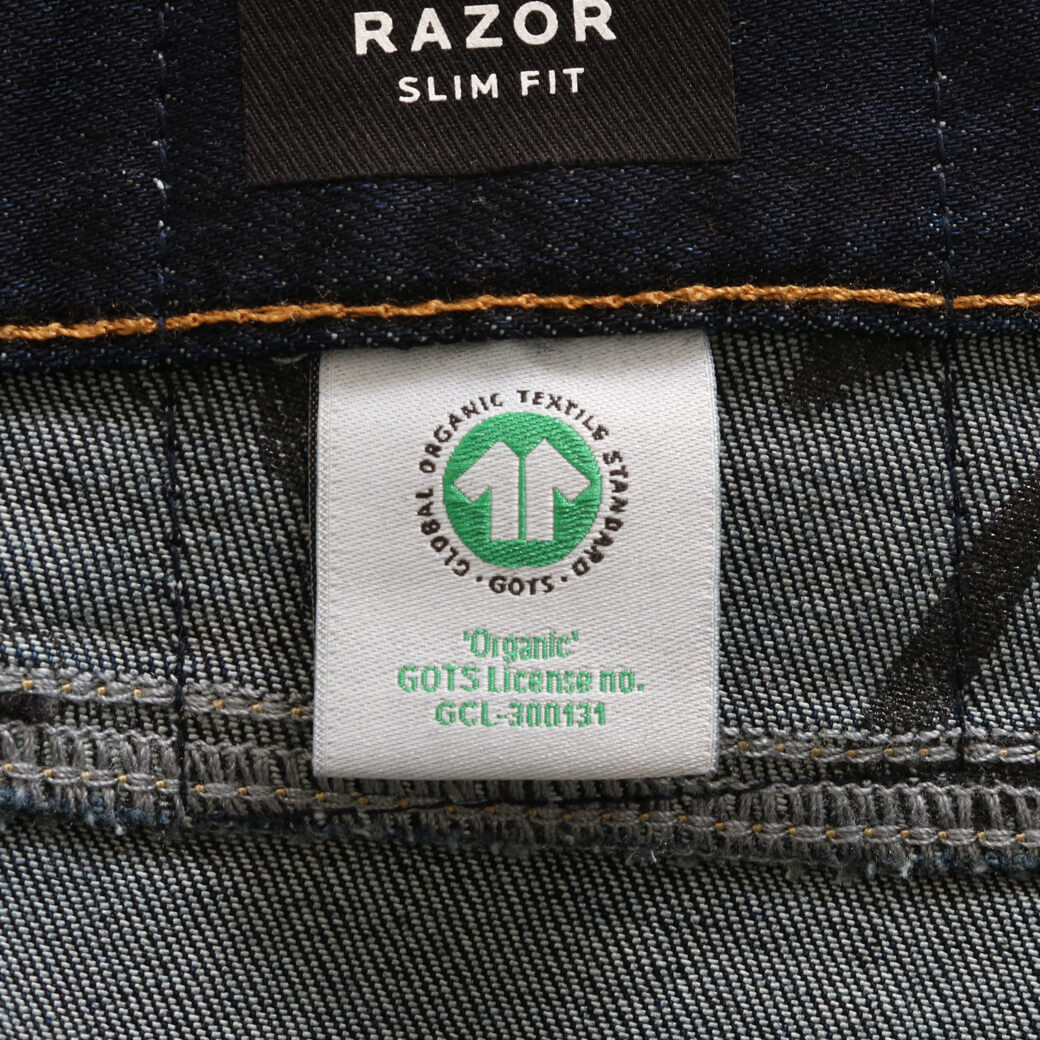 RAZOR
SLIM FIT
GLOBAL ORGANIC TEXTILE STANDARD · GOTS ·
'Organic'
GOTS License no.
GCL-300131